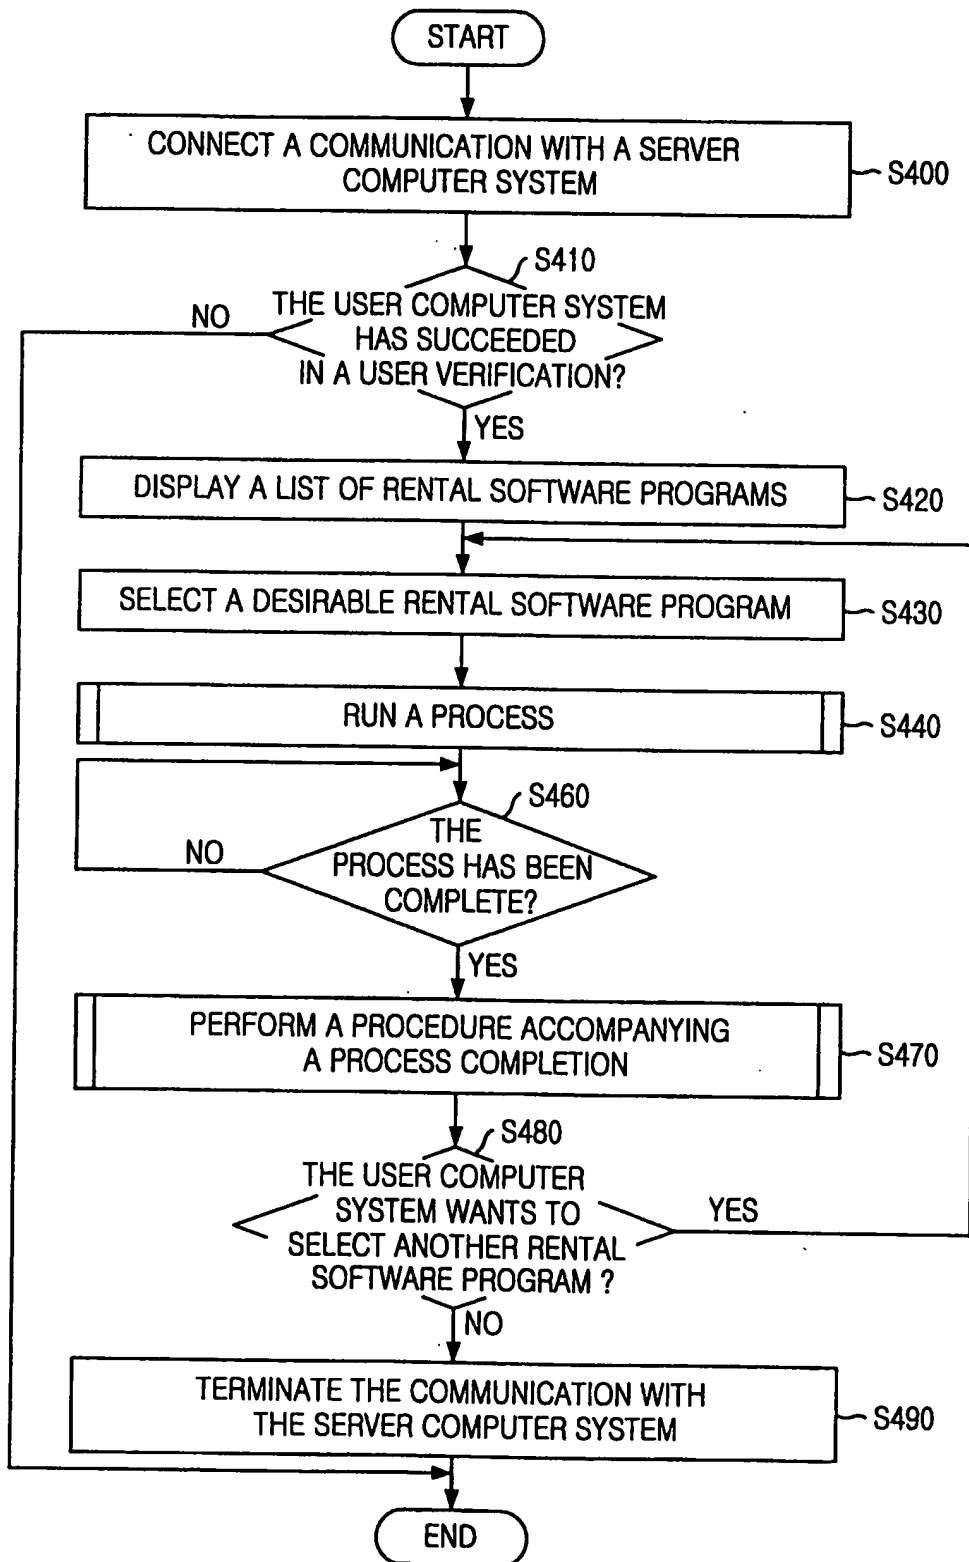 START
CONNECT A COMMUNICATION WITH A SERVER
COMPUTER SYSTEM
S400
S410
THE USER COMPUTER SYSTEM
HAS SUCCEEDED
IN A USER VERIFICATION?
NO
YES
DISPLAY A LIST OF RENTAL SOFTWARE PROGRAMS
S420
SELECT A DESIRABLE RENTAL SOFTWARE PROGRAM
S430
RUN A PROCESS
S440
S460
THE
PROCESS HAS BEEN
COMPLETE?
NO
YES
PERFORM A PROCEDURE ACCOMPANYING
A PROCESS COMPLETION
S470
S480
THE USER COMPUTER
SYSTEM WANTS TO
SELECT ANOTHER RENTAL
SOFTWARE PROGRAM ?
YES
NO
TERMINATE THE COMMUNICATION WITH
THE SERVER COMPUTER SYSTEM
S490
END